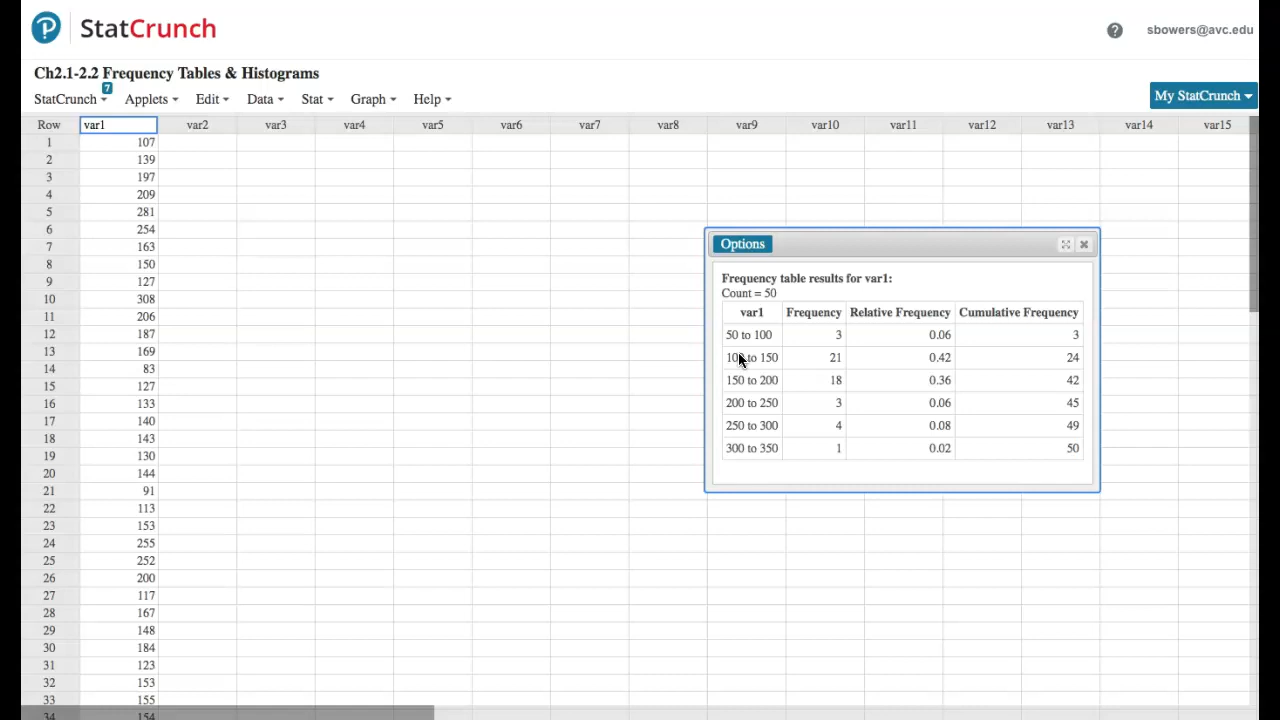 StatCrunch
sbowers@avc.edu
Ch2.1-2.2 Frequency Tables & Histograms
7
StatCrunch Applets Edit Data Stat Graph Help
My StatCrunch
Row var1 var2 var3 var4 var5 var6 var7 var8 var9 var10 var11 var12 var13 var14 var15
1 107
2 139
3 197
4 209
5 281
6 254
7 163
8 150
9 127
10 308
11 206
12 187
13 169
14 83
15 127
16 133
17 140
18 143
19 130
20 144
21 91
22 113
23 153
24 255
25 252
26 200
27 117
28 167
29 148
30 184
31 123
32 153
33 155
34 154
Options
Frequency table results for var1:
Count = 50
var1 Frequency Relative Frequency Cumulative Frequency
50 to 100 3 0.06 3
100 to 150 21 0.42 24
150 to 200 18 0.36 42
200 to 250 3 0.06 45
250 to 300 4 0.08 49
300 to 350 1 0.02 50